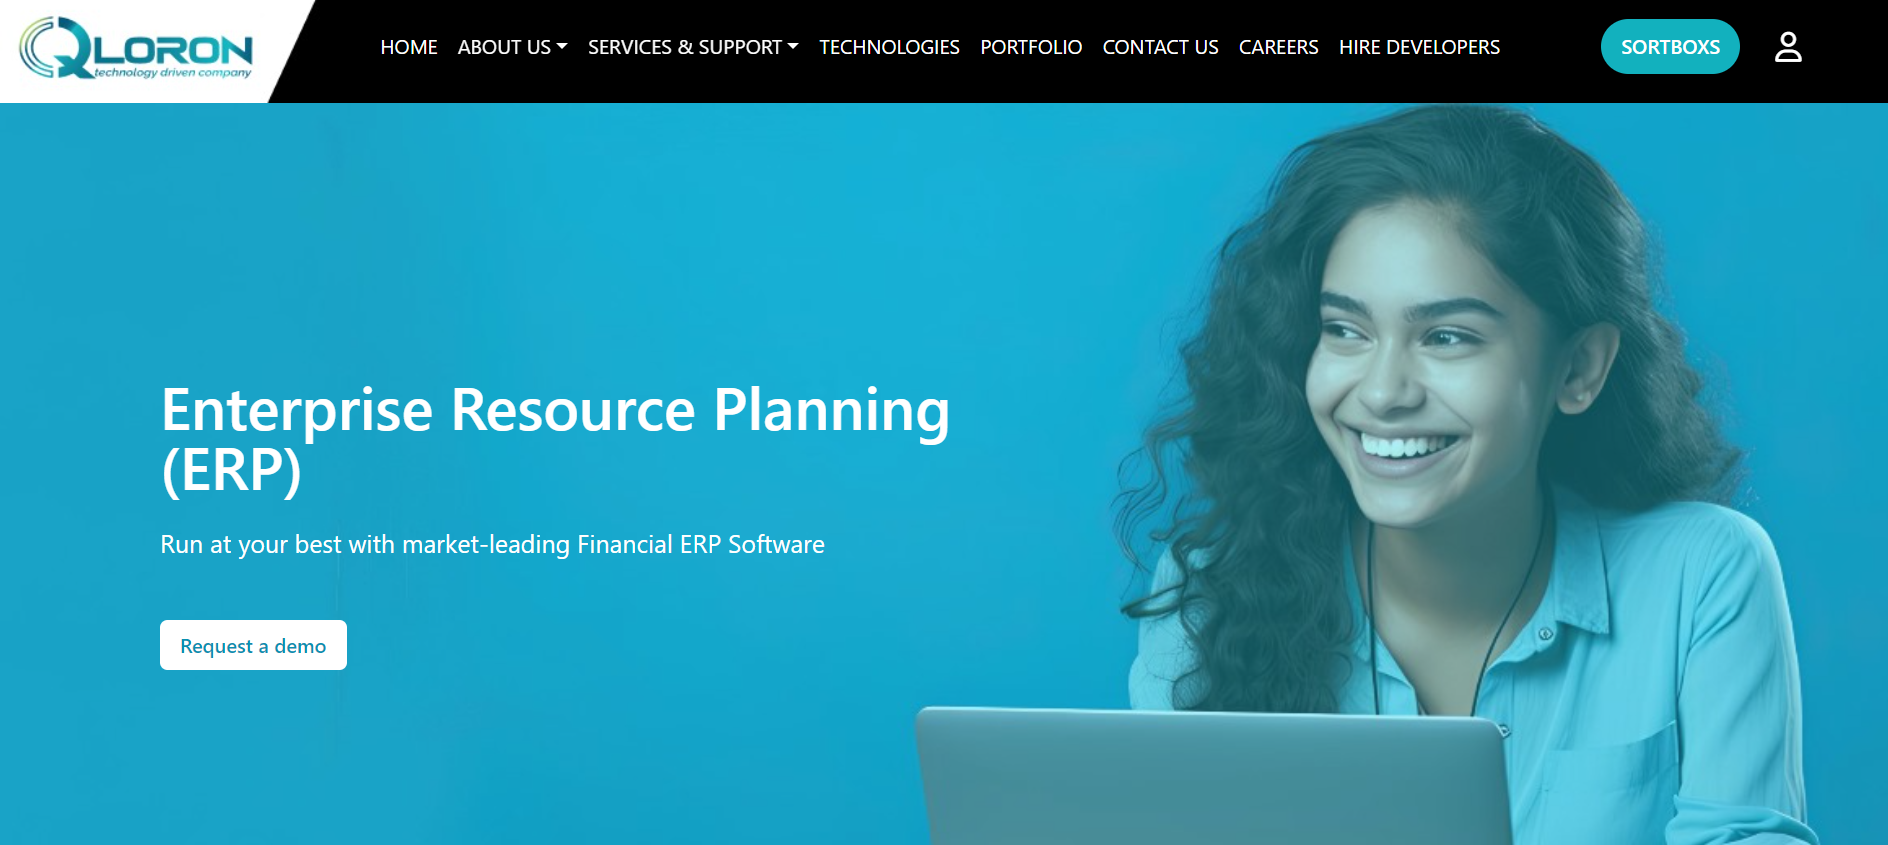 QLORON
technology driven company
HOME ABOUT US SERVICES & SUPPORT TECHNOLOGIES PORTFOLIO CONTACT US CAREERS HIRE DEVELOPERS SORTBOXS
Enterprise Resource Planning
(ERP)
Run at your best with market-leading Financial ERP Software
Request a demo